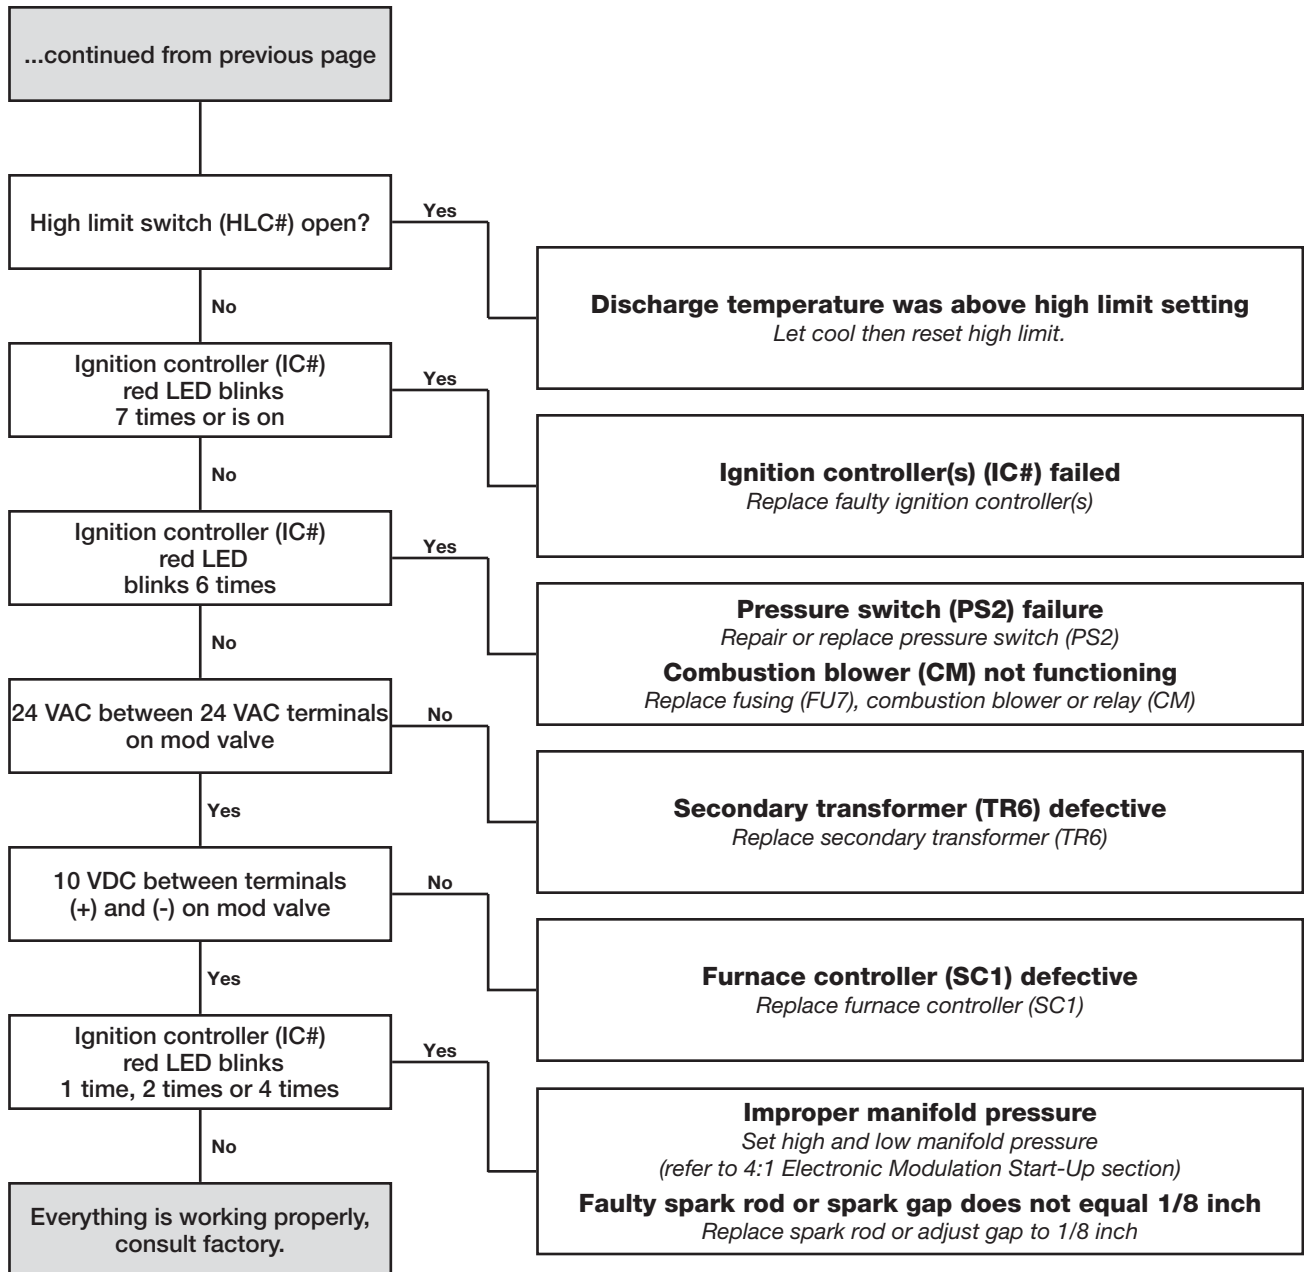 ...continued from previous page
High limit switch (HLC#) open?
Yes
Discharge temperature was above high limit setting
Let cool then reset high limit.
No
Ignition controller (IC#)
red LED blinks
7 times or is on
Yes
Ignition controller(s) (IC#) failed
Replace faulty ignition controller(s)
No
Ignition controller (IC#)
red LED
blinks 6 times
Yes
Pressure switch (PS2) failure
Repair or replace pressure switch (PS2)
Combustion blower (CM) not functioning
Replace fusing (FU7), combustion blower or relay (CM)
No
24 VAC between 24 VAC terminals
on mod valve
No
Secondary transformer (TR6) defective
Replace secondary transformer (TR6)
Yes
10 VDC between terminals
(+) and (-) on mod valve
No
Furnace controller (SC1) defective
Replace furnace controller (SC1)
Yes
Ignition controller (IC#)
red LED blinks
1 time, 2 times or 4 times
Yes
Improper manifold pressure
Set high and low manifold pressure
(refer to 4:1 Electronic Modulation Start-Up section)
Faulty spark rod or spark gap does not equal 1/8 inch
Replace spark rod or adjust gap to 1/8 inch
No
Everything is working properly,
consult factory.